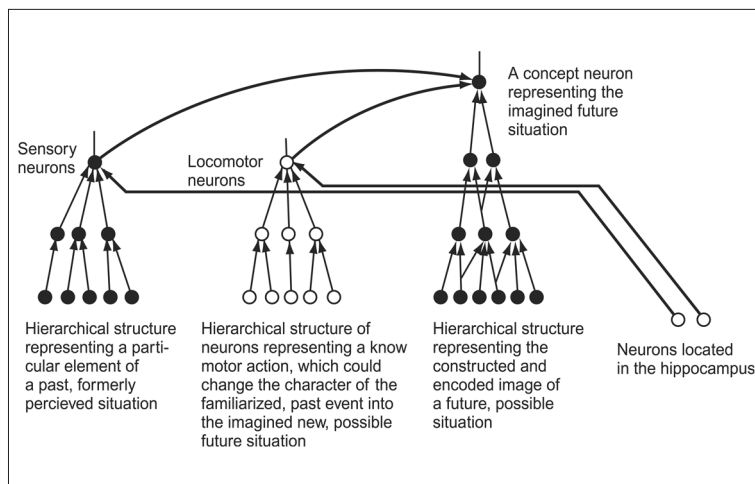 A concept neuron
representing the
imagined future
situation
Sensory
neurons
Locomotor
neurons
Hierarchical structure
representing a parti-
cular element of
a past, formerly
percieved situation
Hierarchical structure of
neurons representing a know
motor action, which could
change the character of the
familiarized, past event into
the imagined new, possible
future situation
Hierarchical structure
representing the
constructed and
encoded image of
a future, possible
situation
Neurons located
in the hippocampus